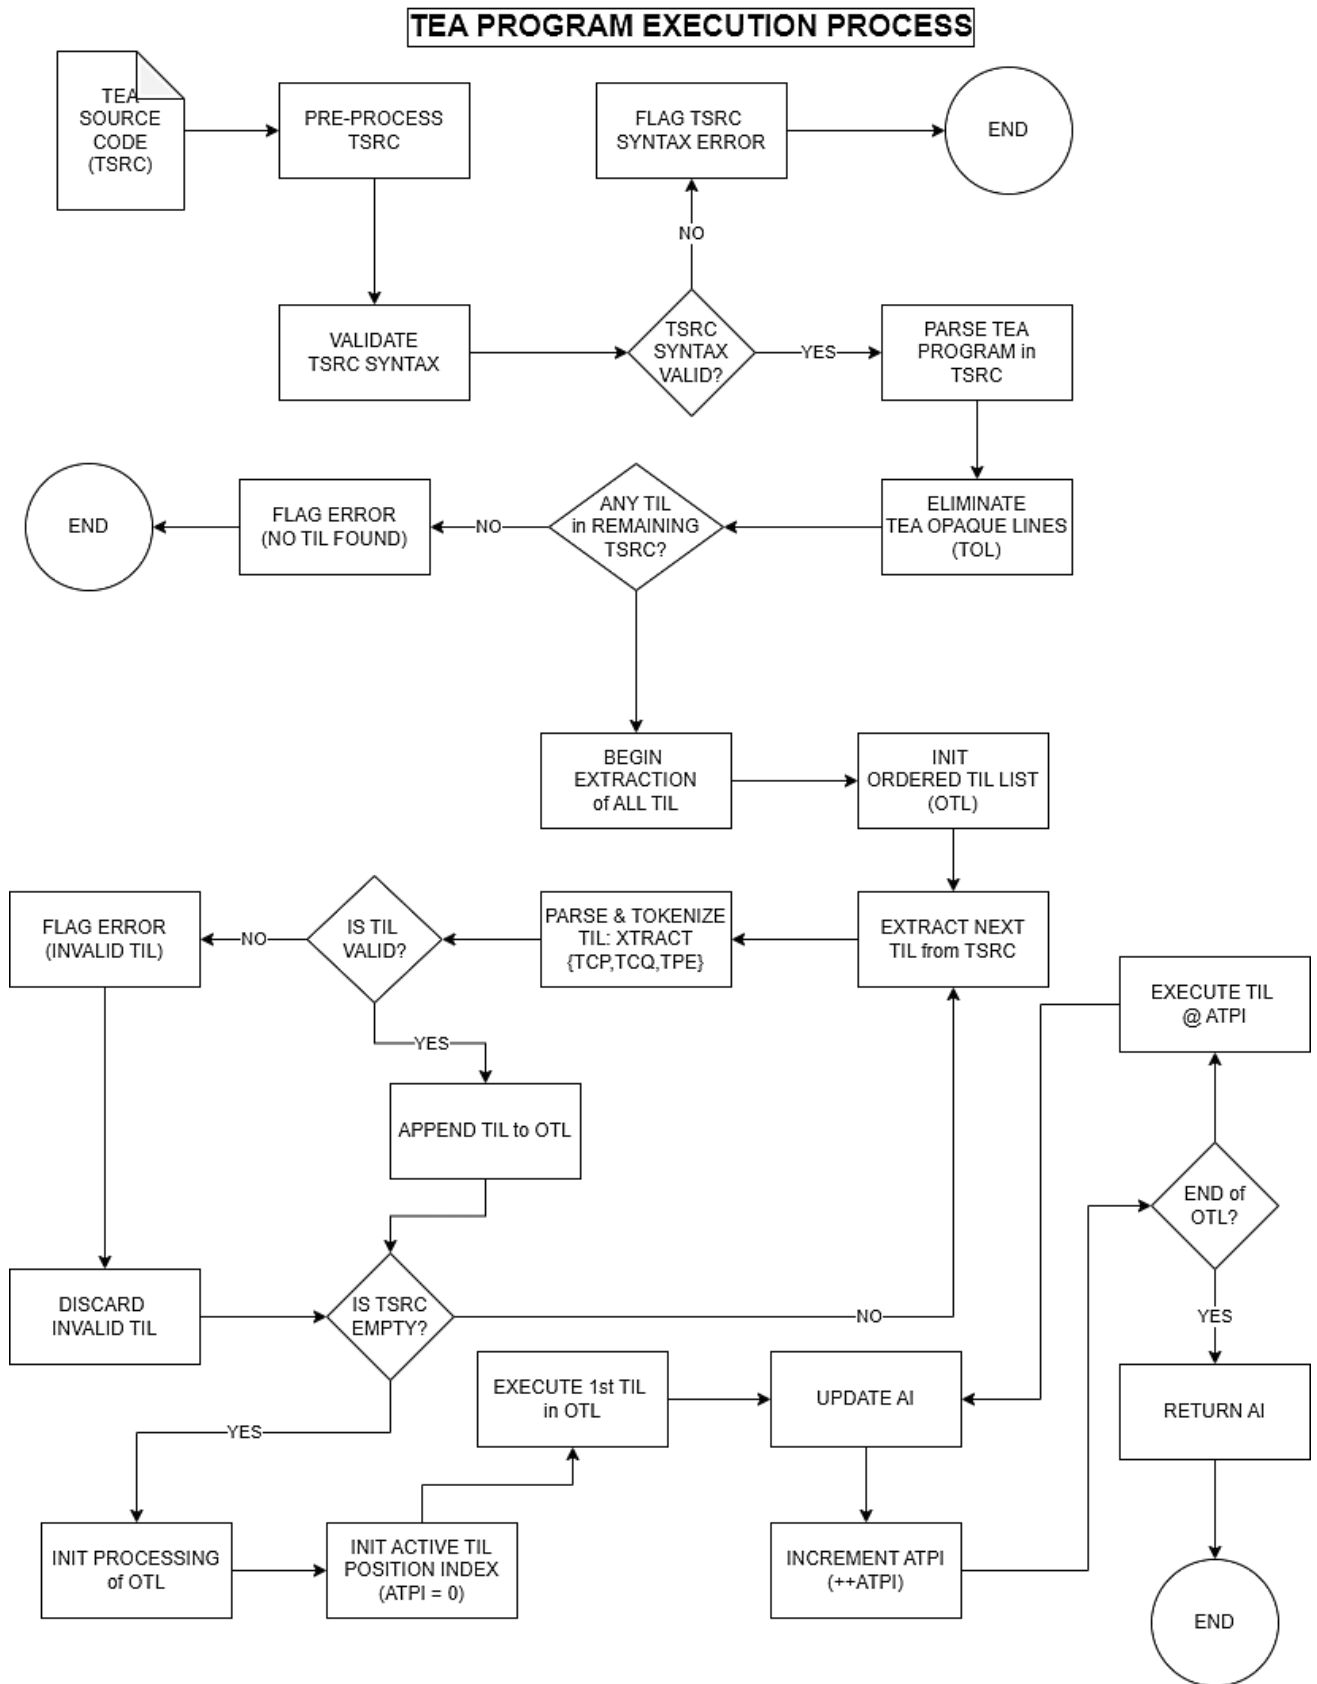 TEA PROGRAM EXECUTION PROCESS
TEA
SOURCE
CODE
(TSRC)
PRE-PROCESS
TSRC
FLAG TSRC
SYNTAX ERROR
END
NO
VALIDATE
TSRC SYNTAX
TSRC
SYNTAX
VALID?
YES
PARSE TEA
PROGRAM in
TSRC
END
FLAG ERROR
(NO TIL FOUND)
NO
ANY TIL
in REMAINING
TSRC?
ELIMINATE
TEA OPAQUE LINES
(TOL)
BEGIN
EXTRACTION
of ALL TIL
INIT
ORDERED TIL LIST
(OTL)
FLAG ERROR
(INVALID TIL)
NO
IS TIL
VALID?
PARSE & TOKENIZE
TIL: XTRACT
{TCP,TCQ,TPE}
EXTRACT NEXT
TIL from TSRC
EXECUTE TIL
@ ATPI
YES
APPEND TIL to OTL
END of
OTL?
DISCARD
INVALID TIL
IS TSRC
EMPTY?
NO
YES
EXECUTE 1st TIL
in OTL
UPDATE AI
RETURN AI
YES
INIT PROCESSING
of OTL
INIT ACTIVE TIL
POSITION INDEX
(ATPI = 0)
INCREMENT ATPI
(++ATPI)
END